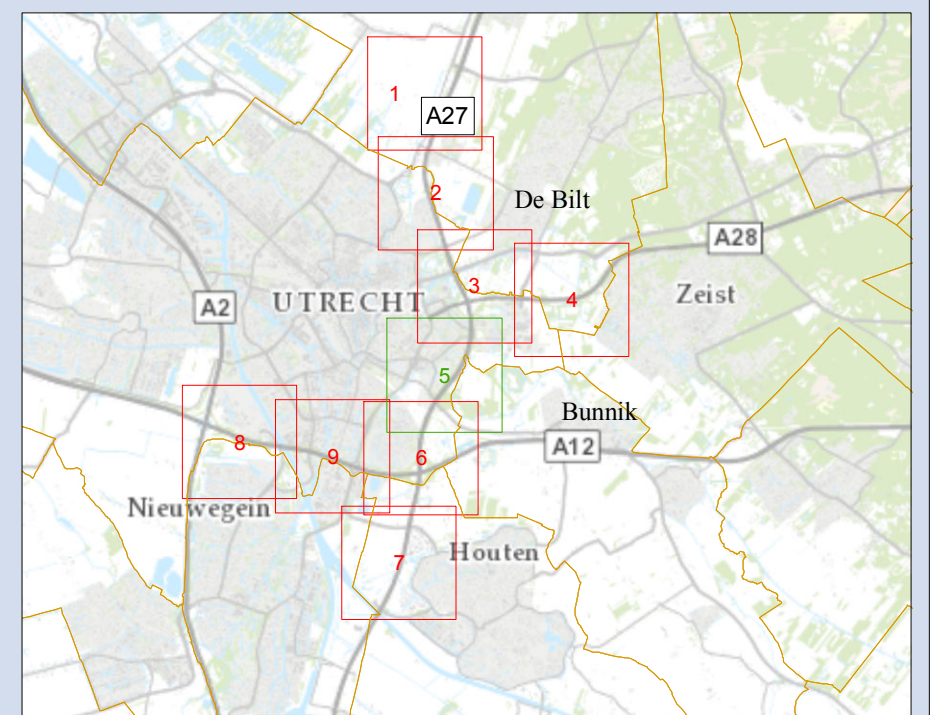 1
A27
2
De Bilt
A28
3
4
Zeist
A2
UTRECHT
5
Bunnik
8
9
6
A12
Nieuwegein
Houten
7